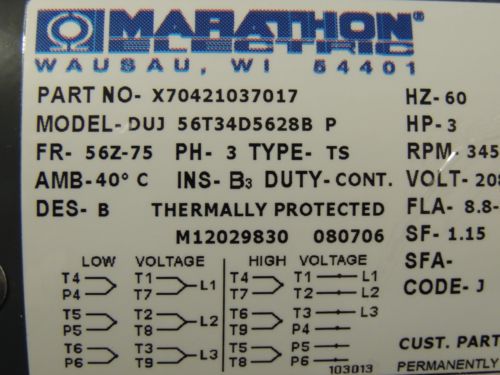 MARATHON®
ELECTRIC
WAUSAU, WI 54401
PART NO- X70421037017 HZ- 60
MODEL- DUJ 56T34D5628B P HP- 3
FR- 56Z-75 PH- 3 TYPE- TS RPM- 345
AMB-40° C INS- B3 DUTY-CONT. VOLT- 208
DES- B THERMALLY PROTECTED FLA- 8.8-
M12029830 080706 SF- 1.15
SFA-
LOW VOLTAGE HIGH VOLTAGE CODE- J
T4 T1 L1 T4 T1 L1
P4 T7 T7 T2 L2
T5 T2 L2 T6 T3 L3
P5 T8 T9 P4
T6 T3 L3 T5 P5 CUST. PART
P6 T9 T8 P6
103013 PERMANENTLY